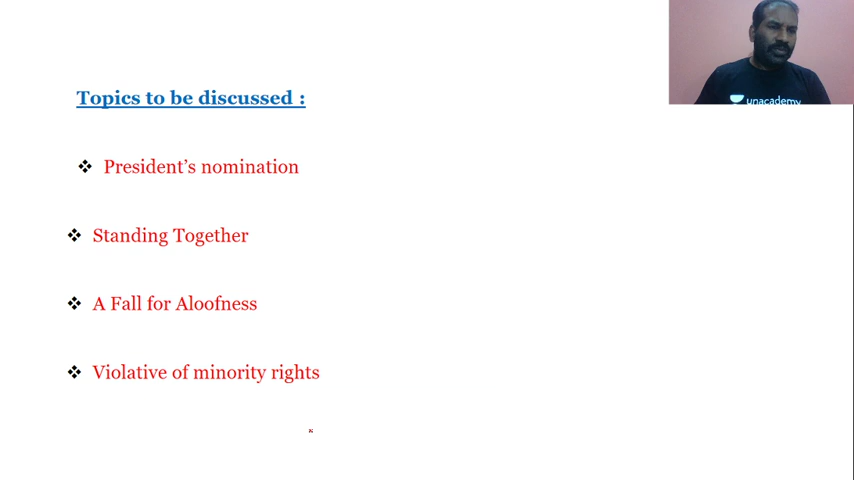 Topics to be discussed :
❖ President’s nomination
❖ Standing Together
❖ A Fall for Aloofness
❖ Violative of minority rights
unacademy